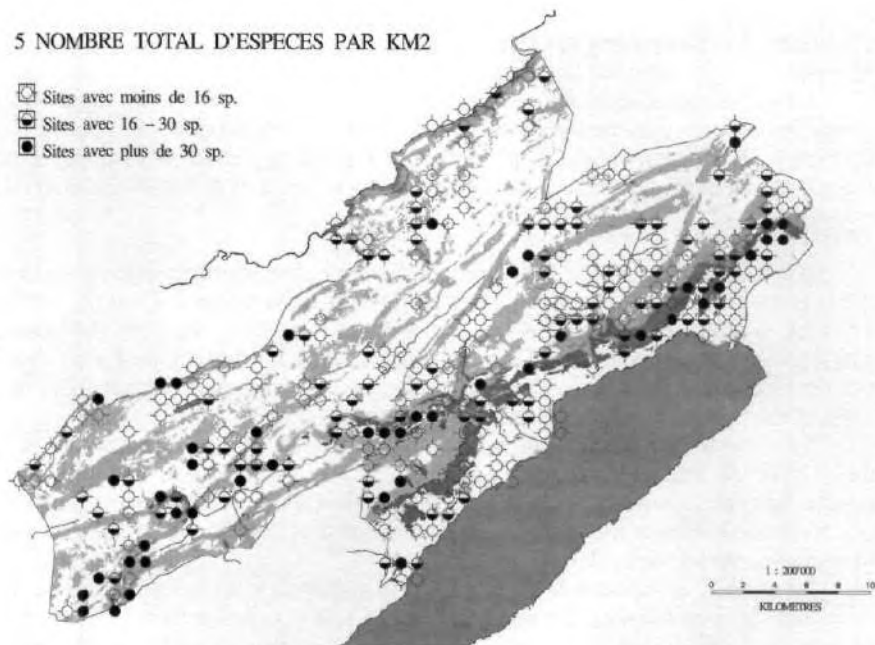 5 NOMBRE TOTAL D'ESPECES PAR KM2
Sites avec moins de 16 sp.
Sites avec 16 - 30 sp.
Sites avec plus de 30 sp.
1 : 200'000
0 2 4 6 8 10
KILOMETRES